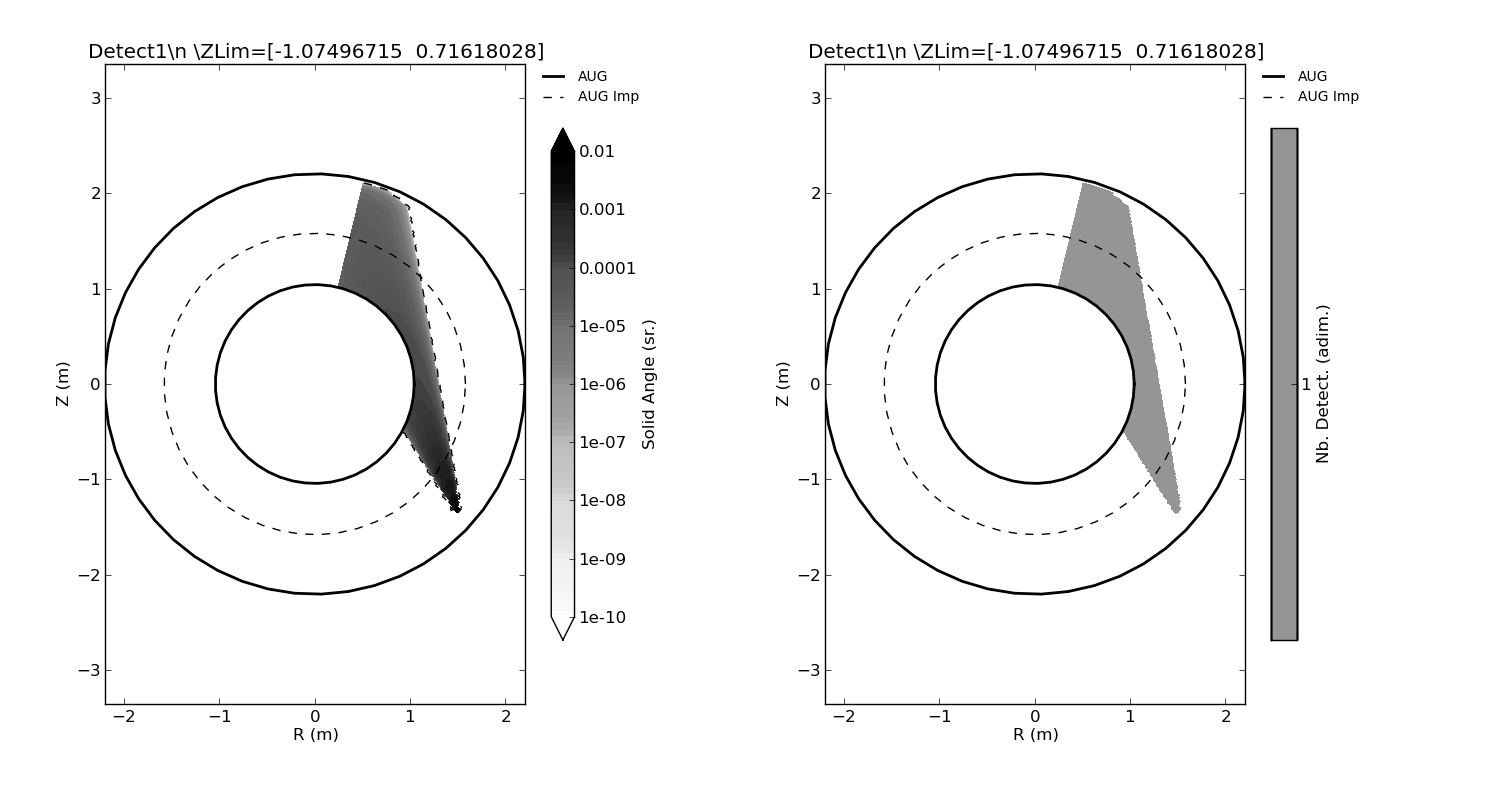 Detect1\n \ZLim=[-1.07496715  0.71618028]
AUG
AUG Imp
3
2
1
0
−1
−2
−3
Z (m)
−2
−1
0
1
2
R (m)
0.01
0.001
0.0001
1e-05
1e-06
1e-07
1e-08
1e-09
1e-10
Solid Angle (sr.)
Detect1\n \ZLim=[-1.07496715  0.71618028]
AUG
AUG Imp
3
2
1
0
−1
−2
−3
Z (m)
−2
−1
0
1
2
R (m)
1
Nb. Detect. (adim.)